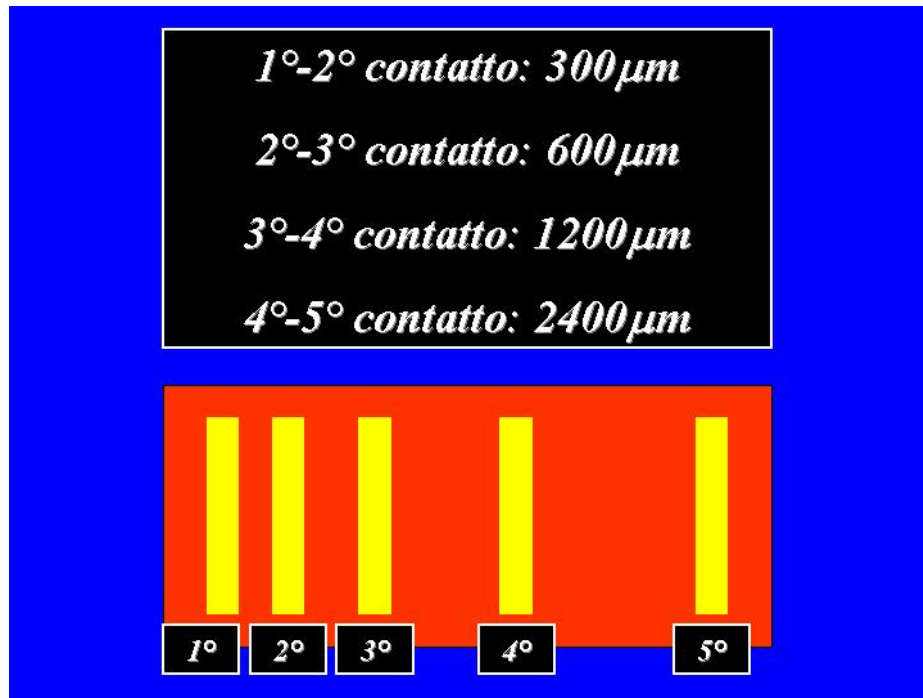 1°-2° contatto: 300μm
2°-3° contatto: 600μm
3°-4° contatto: 1200μm
4°-5° contatto: 2400μm
1° 2° 3° 4° 5°